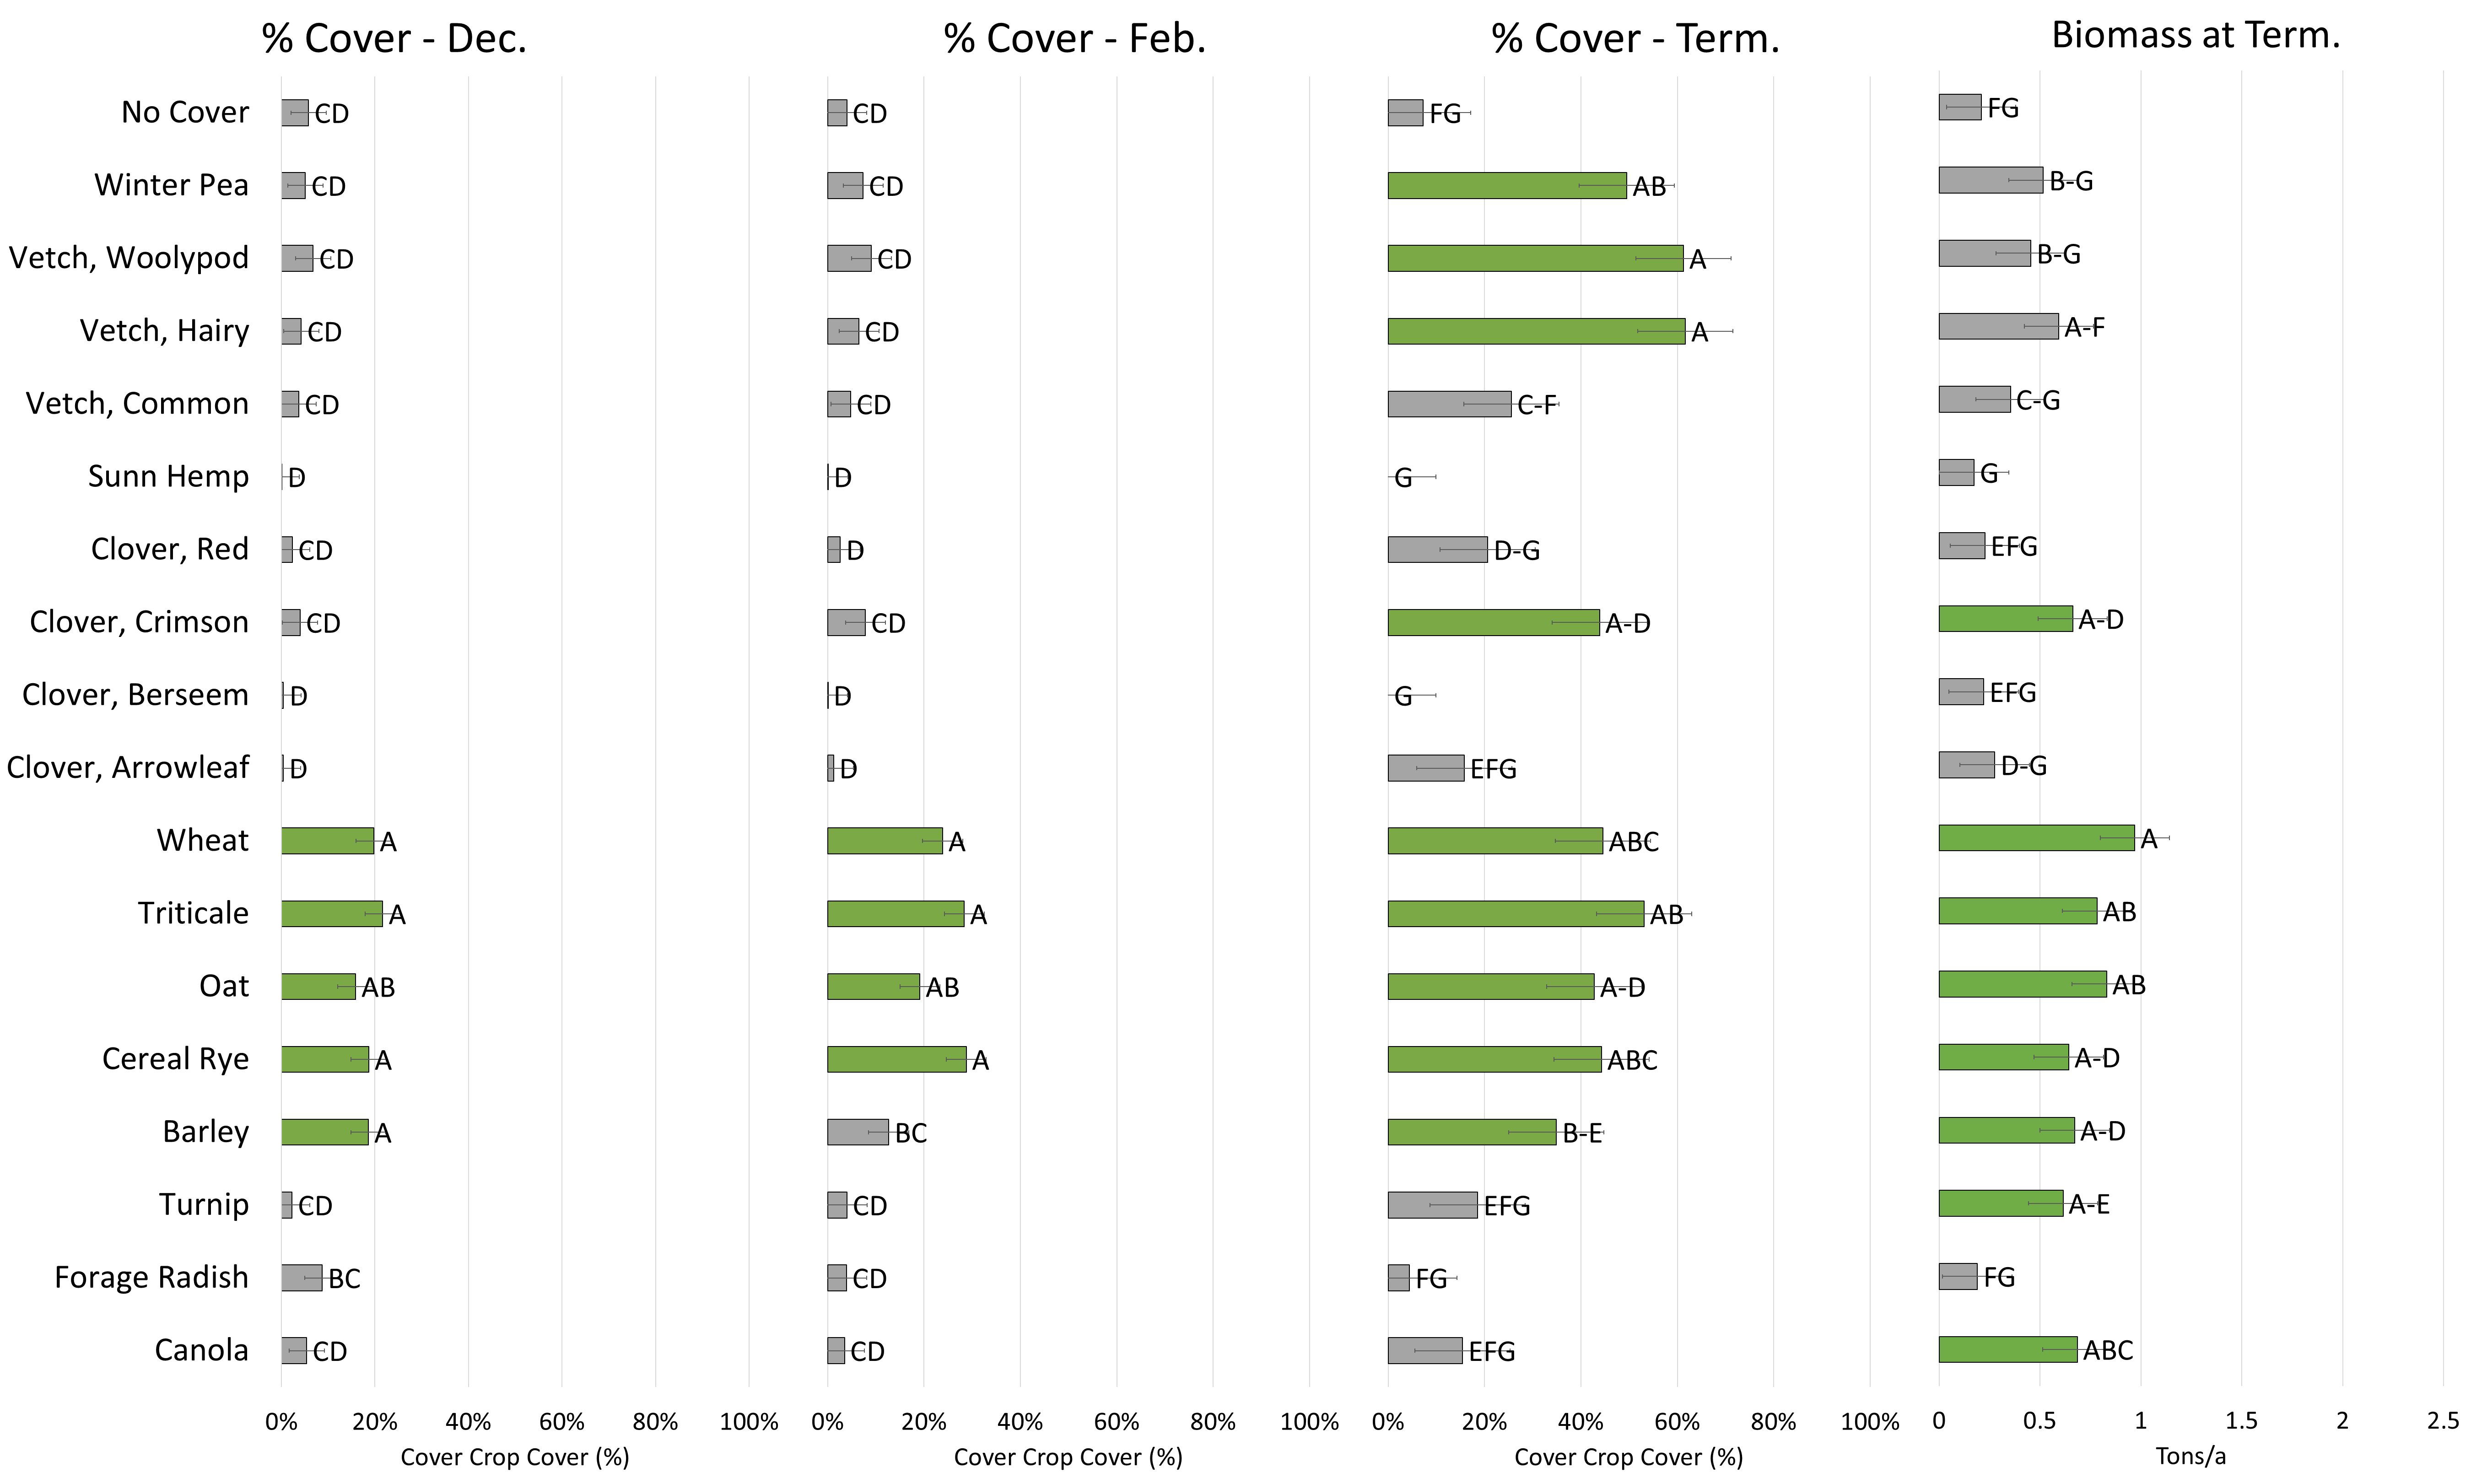 % Cover - Dec. % Cover - Feb. % Cover - Term. Biomass at Term.
No Cover CD CD FG FG
Winter Pea CD CD AB B-G
Vetch, Woolypod CD CD A B-G
Vetch, Hairy CD CD A A-F
Vetch, Common CD CD C-F C-G
Sunn Hemp D D G G
Clover, Red CD D D-G EFG
Clover, Crimson CD CD A-D A-D
Clover, Berseem D D G EFG
Clover, Arrowleaf D D EFG D-G
Wheat A A ABC A
Triticale A A AB AB
Oat AB AB A-D AB
Cereal Rye A A ABC A-D
Barley A BC B-E A-D
Turnip CD CD EFG A-E
Forage Radish BC CD FG FG
Canola CD CD EFG ABC
0% 20% 40% 60% 80% 100% 0% 20% 40% 60% 80% 100% 0% 20% 40% 60% 80% 100% 0 0.5 1 1.5 2 2.5
Cover Crop Cover (%) Cover Crop Cover (%) Cover Crop Cover (%) Tons/a